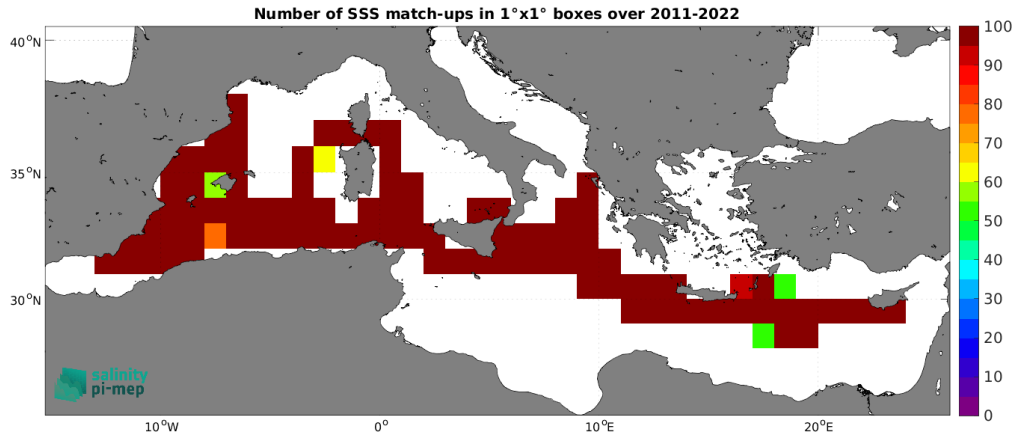 Number of SSS match-ups in 1°x1° boxes over 2011-2022
40°N
35°N
30°N
10°W
0°
10°E
20°E
100
90
80
70
60
50
40
30
20
10
0
salinity
pi-mep